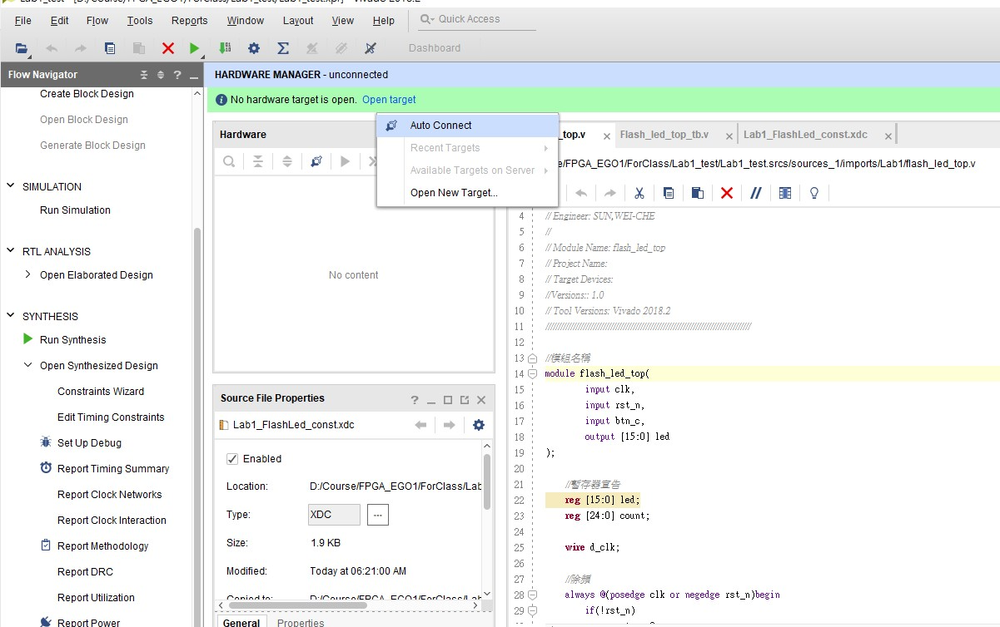 Lab1_test - [D:/Course/FPGA_EGO1/ForClass/Lab1_test/Lab1_test.xpr] - Vivado 2018.2
File Edit Flow Tools Reports Window Layout View Help Quick Access
Dashboard
Flow Navigator
Create Block Design
Open Block Design
Generate Block Design
SIMULATION
Run Simulation
RTL ANALYSIS
Open Elaborated Design
SYNTHESIS
Run Synthesis
Open Synthesized Design
Constraints Wizard
Edit Timing Constraints
Set Up Debug
Report Timing Summary
Report Clock Networks
Report Clock Interaction
Report Methodology
Report DRC
Report Utilization
Report Power
HARDWARE MANAGER - unconnected
No hardware target is open. Open target
Auto Connect
Recent Targets
Available Targets on Server
Open New Target...
Hardware
No content
Source File Properties
Lab1_FlashLed_const.xdc
Enabled
Location: D:/Course/FPGA_EGO1/ForClass/Lab
Type: XDC ...
Size: 1.9 KB
Modified: Today at 06:21:00 AM
Copied to: D:/Course/FPGA_EGO1/ForClass/Lab
General Properties
_top.v Flash_led_top_tb.v Lab1_FlashLed_const.xdc
e/FPGA_EGO1/ForClass/Lab1_test/Lab1_test.srcs/sources_1/imports/Lab1/flash_led_top.v
4 // Engineer: SUN,WEI-CHE
5 //
6 // Module Name: flash_led_top
7 // Project Name:
8 // Target Devices:
9 //Versions:: 1.0
10 // Tool Versions: Vivado 2018.2
11 ////////////////////////////////////////////////////////////////////////////////
12
13 //模組名稱
14 module flash_led_top(
15 input clk,
16 input rst_n,
17 input btn_c,
18 output [15:0] led
19 );
20
21 //暫存器宣告
22 reg [15:0] led;
23 reg [24:0] count;
24
25 wire d_clk;
26
27 //除頻
28 always @(posedge clk or negedge rst_n)begin
29 if(!rst_n)